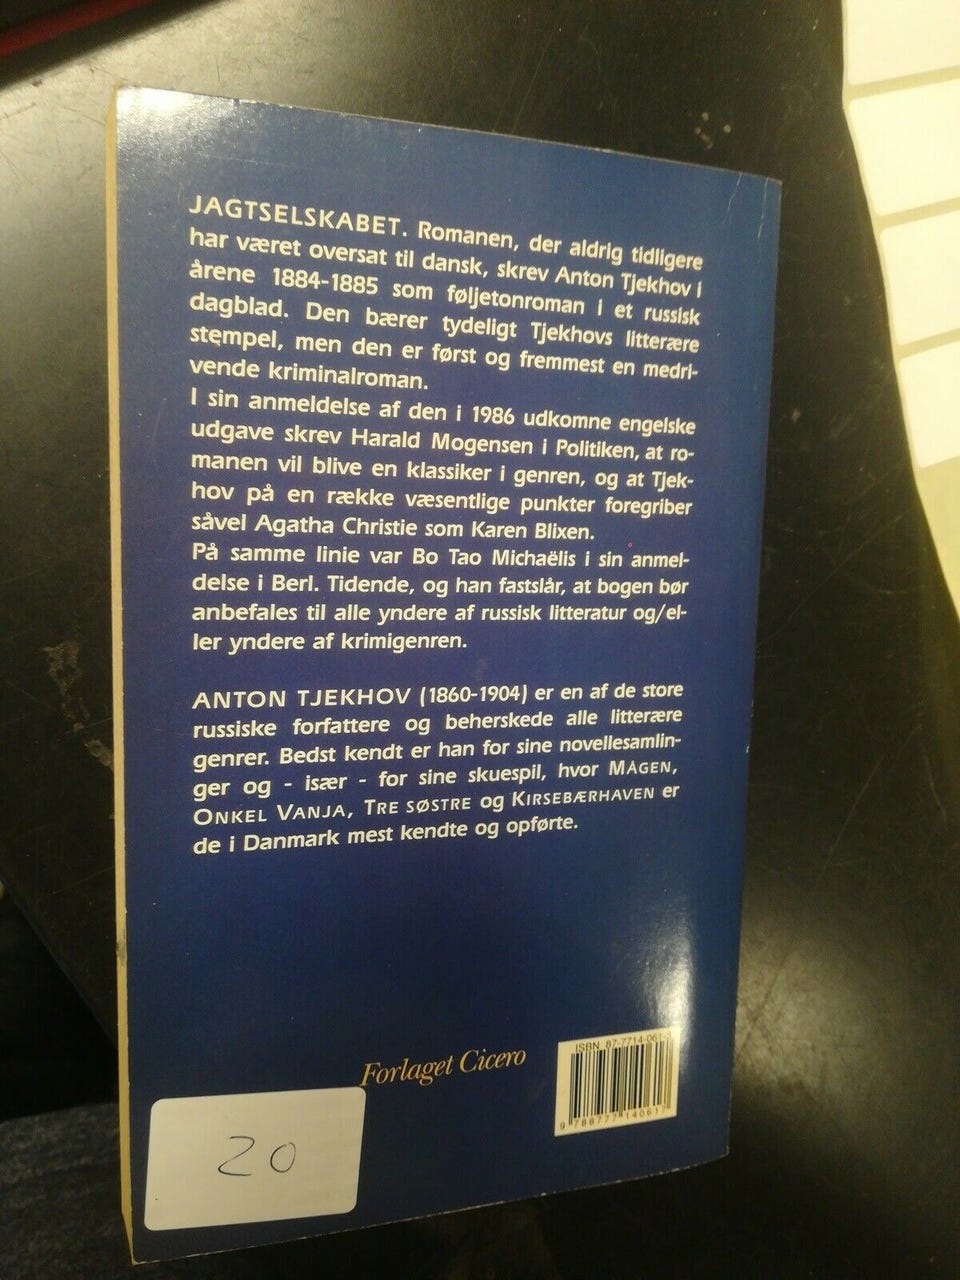 JAGTSELSKABET. Romanen, der aldrig tidligere
har været oversat til dansk, skrev Anton Tjekhov i
årene 1884-1885 som føljetonroman i et russisk
dagblad. Den bærer tydeligt Tjekhovs litterære
stempel, men den er først og fremmest en medri-
vende kriminalroman.
I sin anmeldelse af den i 1986 udkomne engelske
udgave skrev Harald Mogensen i Politiken, at ro-
manen vil blive en klassiker i genren, og at Tjek-
hov på en række væsentlige punkter foregriber
såvel Agatha Christie som Karen Blixen.
På samme linie var Bo Tao Michaëlis i sin anmel-
delse i Berl. Tidende, og han fastslår, at bogen bør
anbefales til alle yndere af russisk litteratur og/el-
ler yndere af krimigenren.
ANTON TJEKHOV (1860-1904) er en af de store
russiske forfattere og beherskede alle litterære
genrer. Bedst kendt er han for sine novellesamlin-
ger og - især - for sine skuespil, hvor MÅGEN,
ONKEL VANJA, TRE SØSTRE og KIRSEBÆRHAVEN er
de i Danmark mest kendte og opførte.
Forlaget Cicero
ISBN 87-7714-061-
9 788777 140617
20